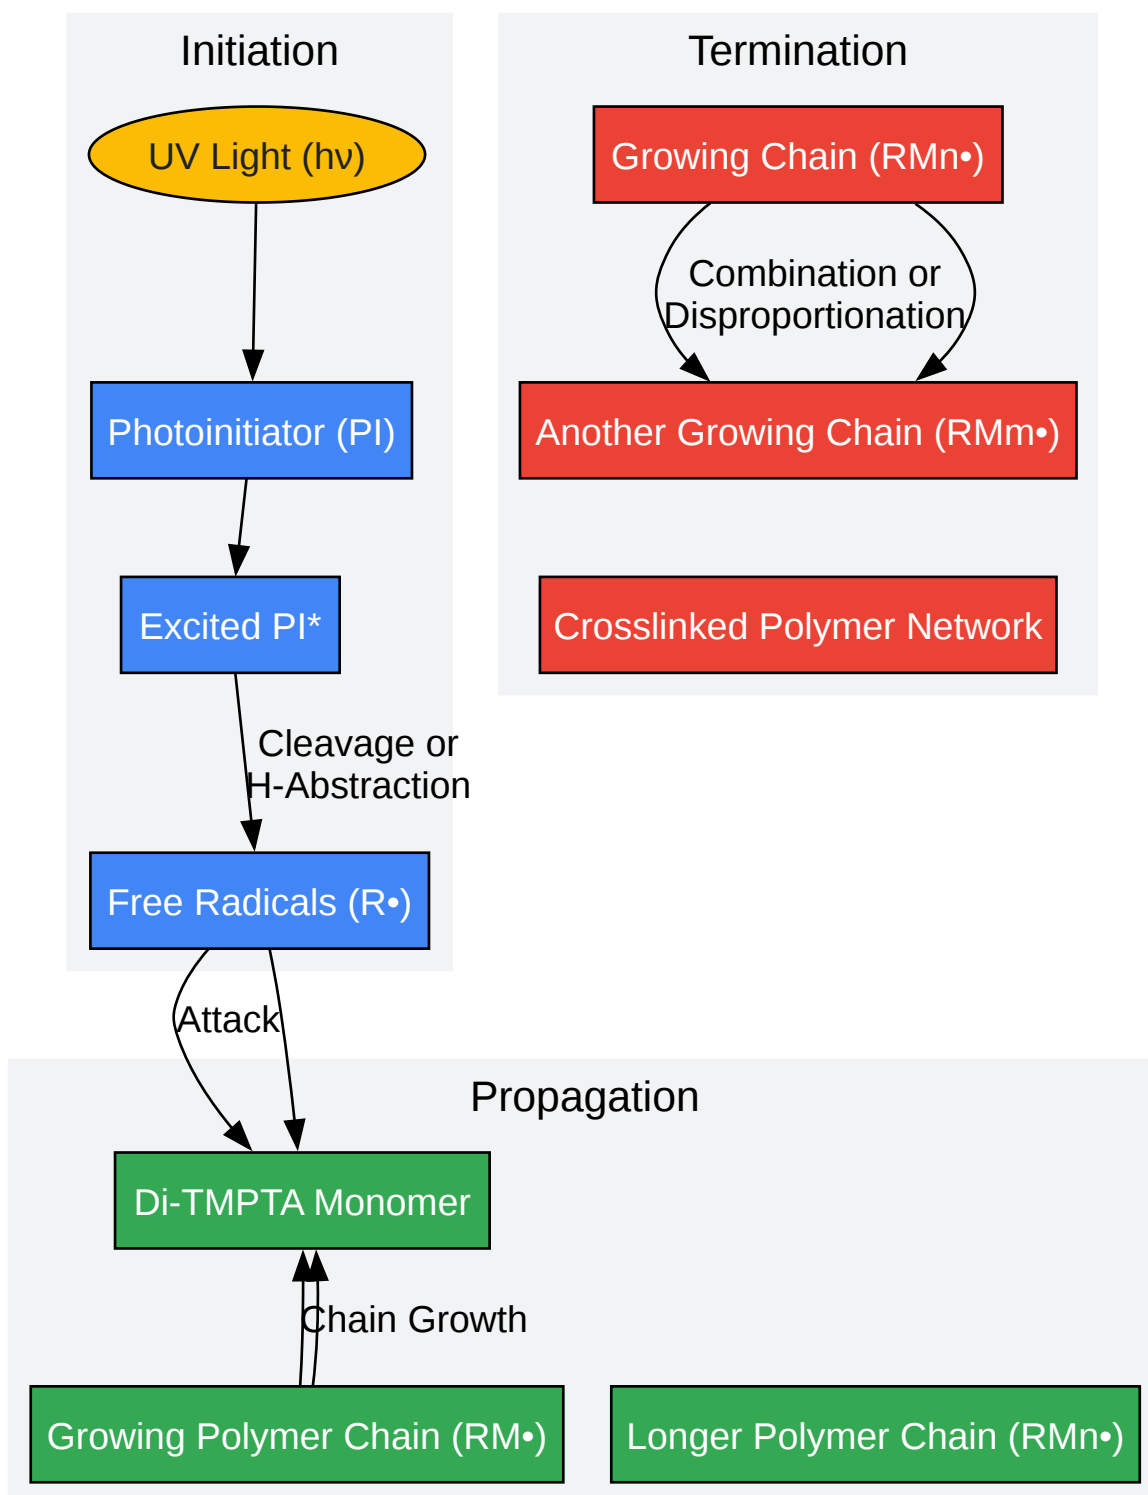 Initiation
UV Light (hν)
Photoinitiator (PI)
Excited PI*
Cleavage or
H-Abstraction
Free Radicals (R•)
Attack
Termination
Growing Chain (RMn•)
Combination or
Disproportionation
Another Growing Chain (RMm•)
Crosslinked Polymer Network
Propagation
Di-TMPTA Monomer
Chain Growth
Growing Polymer Chain (RM•)
Longer Polymer Chain (RMn•)